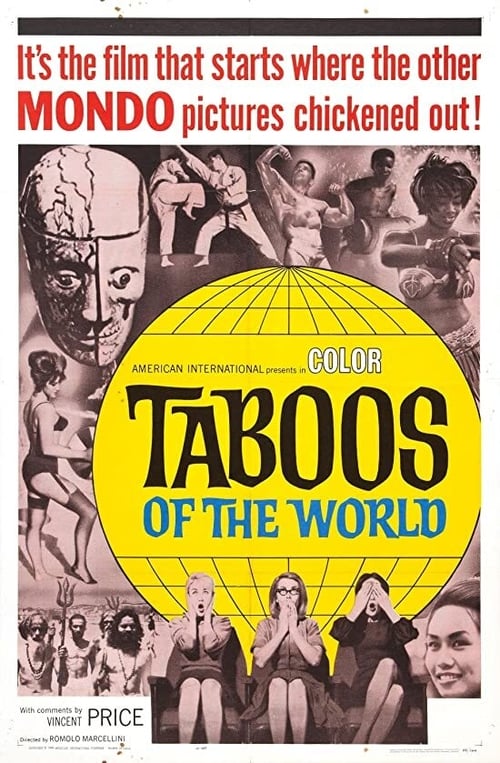 It's the film that starts where the other
MONDO pictures chickened out!
AMERICAN INTERNATIONAL presents in COLOR
TABOOS
OF THE WORLD
With comments by
VINCENT PRICE
Directed by ROMOLO MARCELLINI